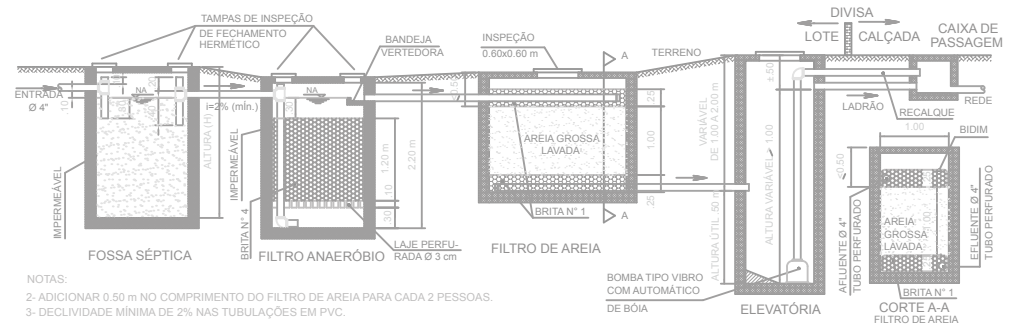 TAMPAS DE INSPEÇÃO
DE FECHAMENTO
HERMÉTICO
BANDEJA
VERTEDORA
INSPEÇÃO
0.60x0.60 m
A
TERRENO
DIVISA
LOTE
CALÇADA
CAIXA DE
PASSAGEM
ENTRADA
Ø 4"
10
NA
i=2% (mín.)
ALTURA (H)
IMPERMEÁVEL
FOSSA SÉPTICA
NA
30
IMPERMEÁVEL
BRITA N° 4
1.20 m
10
30
2.20 m
LAJE PERFU-
RADA Ø 3 cm
FILTRO ANAERÓBIO
AREIA GROSSA
LAVADA
.25
1.00
.25
BRITA N° 1
A
FILTRO DE AREIA
VARIÁVEL
DE 1.00 A 2.00 m
ALTURA ÚTIL .50 m
ALTURA VARIÁVEL
1.00
±.50
LADRÃO
REDE
RECALQUE
1.00
BIDIM
BOMBA TIPO VIBRO
COM AUTOMÁTICO
DE BÓIA
ELEVATÓRIA
AFLUENTE Ø 4"
TUBO PERFURADO
AREIA
GROSSA
LAVADA
EFLUENTE Ø 4"
TUBO PERFURADO
BRITA N° 1
CORTE A-A
FILTRO DE AREIA
NOTAS:
2- ADICIONAR 0.50 m NO COMPRIMENTO DO FILTRO DE AREIA PARA CADA 2 PESSOAS.
3- DECLIVIDADE MÍNIMA DE 2% NAS TUBULAÇÕES EM PVC.